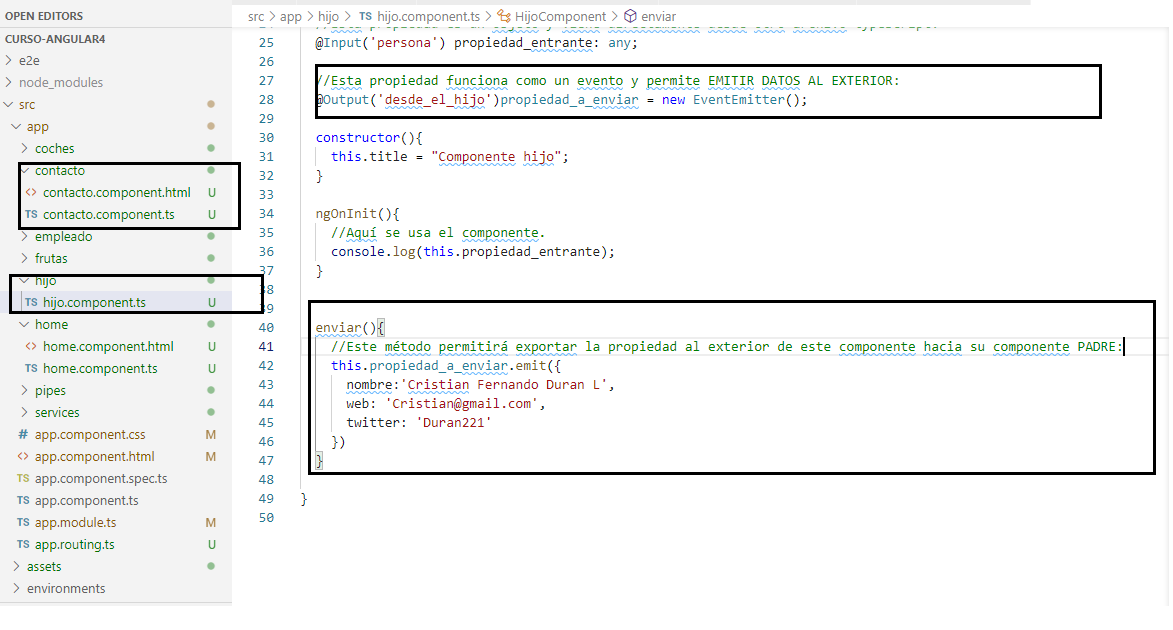 OPEN EDITORS
CURSO-ANGULAR4
e2e
node_modules
src
app
coches
contacto
contacto.component.html U
contacto.component.ts U
empleado
frutas
hijo
TS hijo.component.ts U
home
home.component.html U
TS home.component.ts U
pipes
services
# app.component.css M
app.component.html M
TS app.component.spec.ts
TS app.component.ts
TS app.module.ts M
TS app.routing.ts U
assets
environments
src > app > hijo > TS hijo.component.ts > HijoComponent > enviar
25 @Input('persona') propiedad_entrante: any;
26
27 //Esta propiedad funciona como un evento y permite EMITIR DATOS AL EXTERIOR:
28 @Output('desde_el_hijo')propiedad_a_enviar = new EventEmitter();
29
30 constructor(){
31 this.title = "Componente hijo";
32 }
33
34 ngOnInit(){
35 //Aquí se usa el componente.
36 console.log(this.propiedad_entrante);
37 }
38
39
40 enviar(){
41 //Este método permitirá exportar la propiedad al exterior de este componente hacia su componente PADRE:
42 this.propiedad_a_enviar.emit({
43 nombre:'Cristian Fernando Duran L',
44 web: 'Cristian@gmail.com',
45 twitter: 'Duran221'
46 })
47 }
48
49 }
50